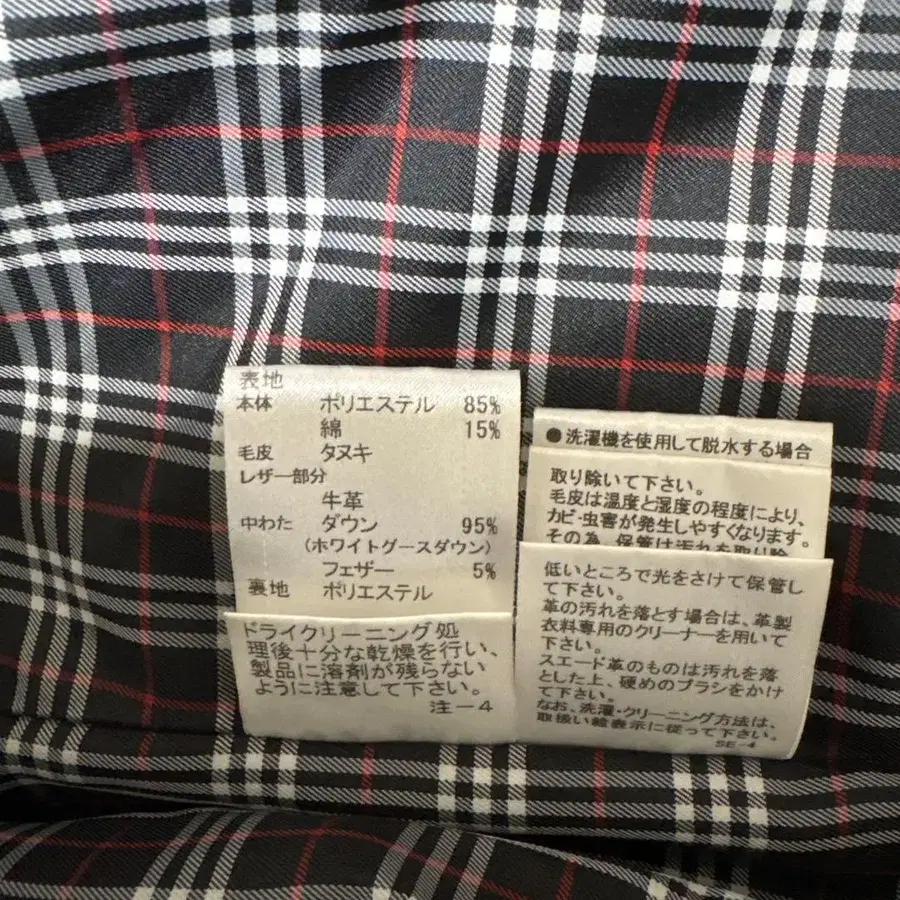 表地
本体 ポリエステル 85%
綿 15%
毛皮 タヌキ
レザー部分
牛革
中わた ダウン 95%
(ホワイトグースダウン)
フェザー 5%
裏地 ポリエステル
ドライクリーニング処
理後十分な乾燥を行い、
製品に溶剤が残らない
ように注意して下さい。
注－4
●洗濯機を使用して脱水する場合
取り除いて下さい。
毛皮は温度と湿度の程度により、
カビ・虫害が発生しやすくなります。
その為、保管は汚れを取り除
低いところで光をさけて保管し
て下さい。
革の汚れを落とす場合は、革製
衣料専用のクリーナーを用いて
下さい。
スエード革のものは汚れを落
とした上、硬めのブラシをかけ
て下さい。
なお、洗濯・クリーニング方法は、
取扱い絵表示に従って下さい。
SE-4